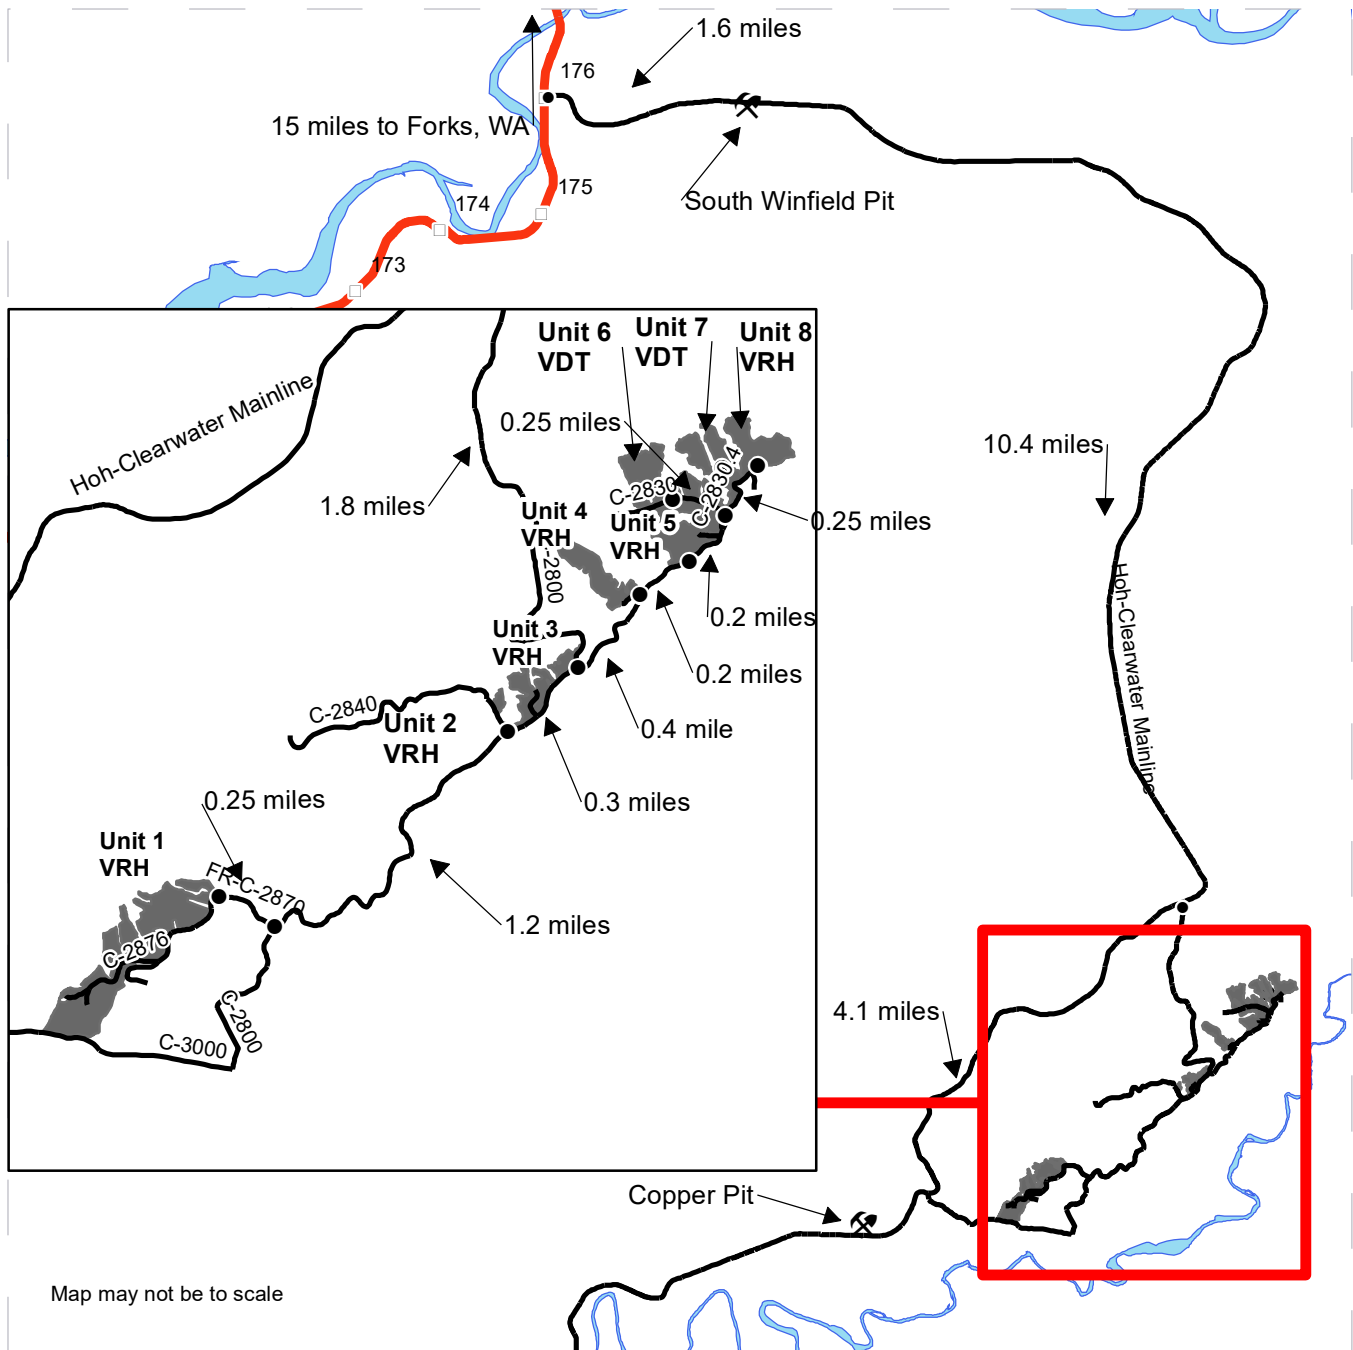 1.6 miles
176
15 miles to Forks, WA
175
South Winfield Pit
174
173
Unit 6
VDT
Unit 7
VDT
Unit 8
VRH
Hoh-Clearwater Mainline
0.25 miles
10.4 miles
1.8 miles
C-2830
C-2830.4
Unit 4
VRH
Unit 5
VRH
0.25 miles
-2800
Hoh-Clearwater Mainline
0.2 miles
Unit 3
VRH
0.2 miles
C-2840
Unit 2
VRH
0.4 mile
0.25 miles
0.3 miles
Unit 1
VRH
FR-C-2870
1.2 miles
C-2876
C-2800
C-3000
4.1 miles
Copper Pit
Map may not be to scale